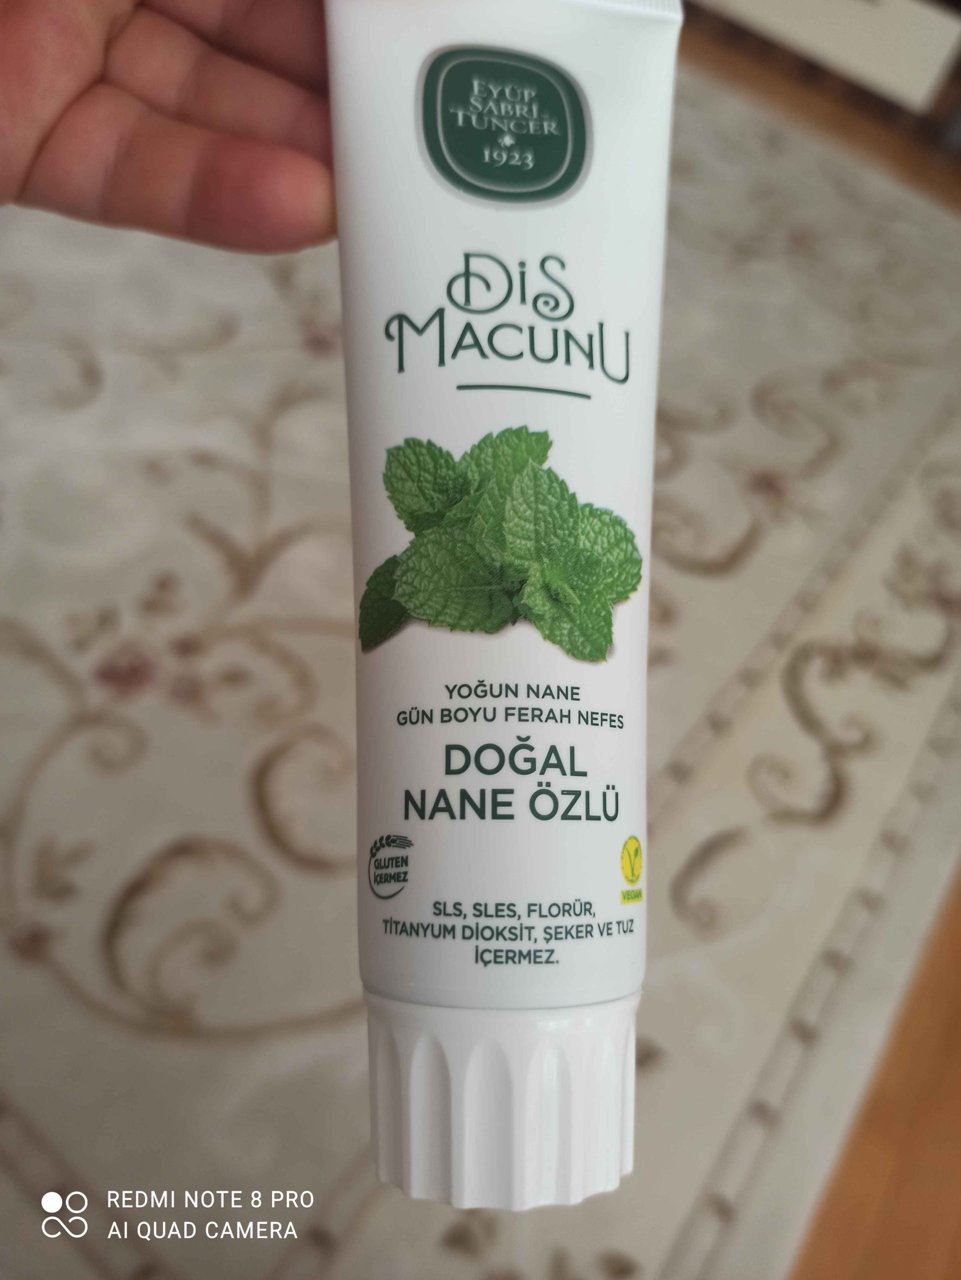 EYÜP
SABRİ
TUNCER
1923
DİŞ
MACUNU
YOĞUN NANE
GÜN BOYU FERAH NEFES
DOĞAL
NANE ÖZLÜ
GLUTEN
İÇERMEZ
VEGAN
SLS, SLES, FLORÜR,
TİTANYUM DİOKSİT, ŞEKER VE TUZ
İÇERMEZ.
REDMI NOTE 8 PRO
AI QUAD CAMERA